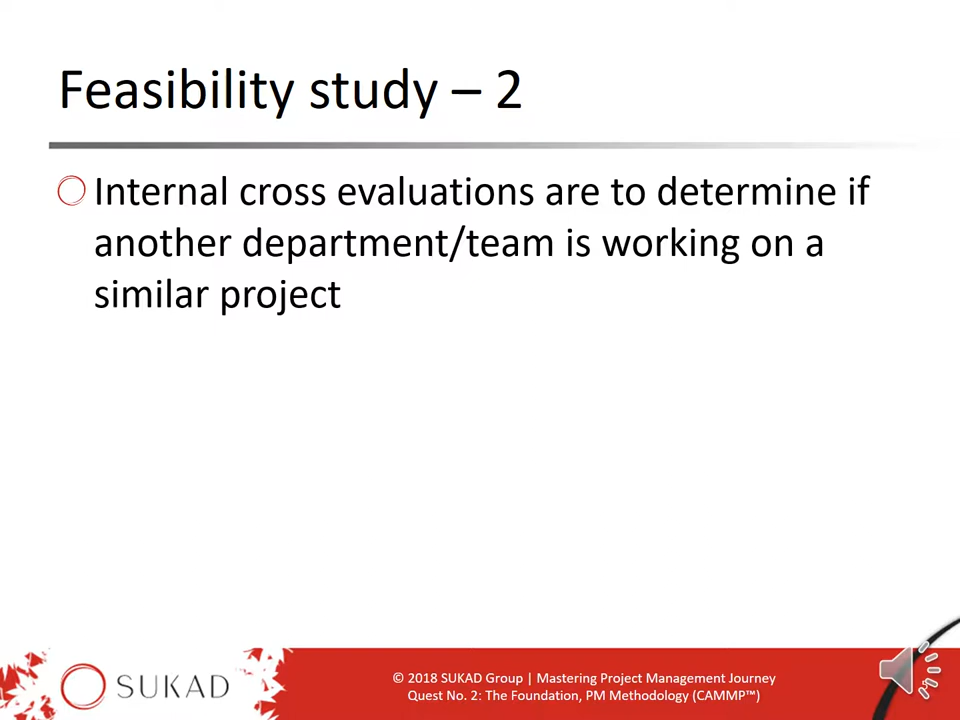 Feasibility study – 2
Internal cross evaluations are to determine if
another department/team is working on a
similar project
SUKAD
© 2018 SUKAD Group | Mastering Project Management Journey
Quest No. 2: The Foundation, PM Methodology (CAMMP™)